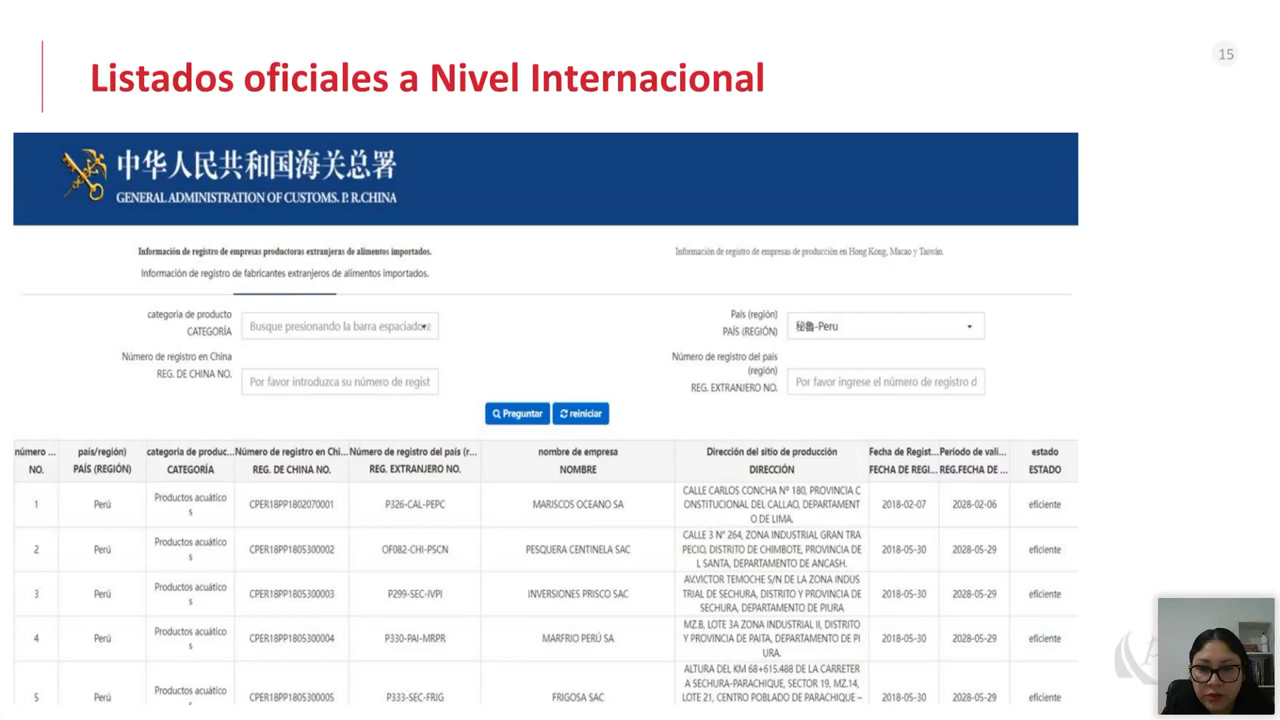 15
Listados oficiales a Nivel Internacional
中华人民共和国海关总署
GENERAL ADMINISTRATION OF CUSTOMS. P. R.CHINA
Información de registro de empresas productoras extranjeras de alimentos importados.
Información de registro de empresas de producción en Hong Kong, Macao y Taiwán.
Información de registro de fabricantes extranjeros de alimentos importados.
categoría de producto
CATEGORÍA
Busque presionando la barra espaciadora
País (región)
PAÍS (REGIÓN)
秘鲁-Peru
Número de registro en China
REG. DE CHINA NO.
Por favor introduzca su número de regist
Número de registro del país
(región)
REG. EXTRANJERO NO.
Por favor ingrese el número de registro d
Preguntar
reiniciar
número ... país/región) categoría de produc... Número de registro en Chi... Número de registro del país (r... nombre de empresa Dirección del sitio de producción Fecha de Regist... Período de vali... estado
NO. PAÍS (REGIÓN) CATEGORÍA REG. DE CHINA NO. REG. EXTRANJERO NO. NOMBRE DIRECCIÓN FECHA DE REGI... REG.FECHA DE ... ESTADO
1 Perú Productos acuático
s CPER18PP1802070001 P326-CAL-PEPC MARISCOS OCEANO SA CALLE CARLOS CONCHA Nº 180, PROVINCIA C
ONSTITUCIONAL DEL CALLAO, DEPARTAMENT
O DE LIMA. 2018-02-07 2028-02-06 eficiente
2 Perú Productos acuático
s CPER18PP1805300002 OF082-CHI-PSCN PESQUERA CENTINELA SAC CALLE 3 N° 264, ZONA INDUSTRIAL GRAN TRA
PECIO, DISTRITO DE CHIMBOTE, PROVINCIA DE
L SANTA, DEPARTAMENTO DE ANCASH. 2018-05-30 2028-05-29 eficiente
3 Perú Productos acuático
s CPER18PP1805300003 P299-SEC-IVPI INVERSIONES PRISCO SAC AV.VICTOR TEMOCHE S/N DE LA ZONA INDUS
TRIAL DE SECHURA, DISTRITO Y PROVINCIA DE
SECHURA, DEPARTAMENTO DE PIURA 2018-05-30 2028-05-29 eficiente
4 Perú Productos acuático
s CPER18PP1805300004 P330-PAI-MRPR MARFRIO PERÚ SA MZ.B, LOTE 3A ZONA INDUSTRIAL II, DISTRIT
O Y PROVINCIA DE PAITA, DEPARTAMENTO DE PI
URA. 2018-05-30 2028-05-29 eficiente
5 Perú Productos acuático
CPER18PP1805300005 P333-SEC-FRIG FRIGOSA SAC ALTURA DEL KM 68+615.488 DE LA CARRETER
A SECHURA-PARACHIQUE, SECTOR 19, MZ.14,
LOTE 21, CENTRO POBLADO DE PARACHIQUE – 2018-05-30 2028-05-29 eficiente